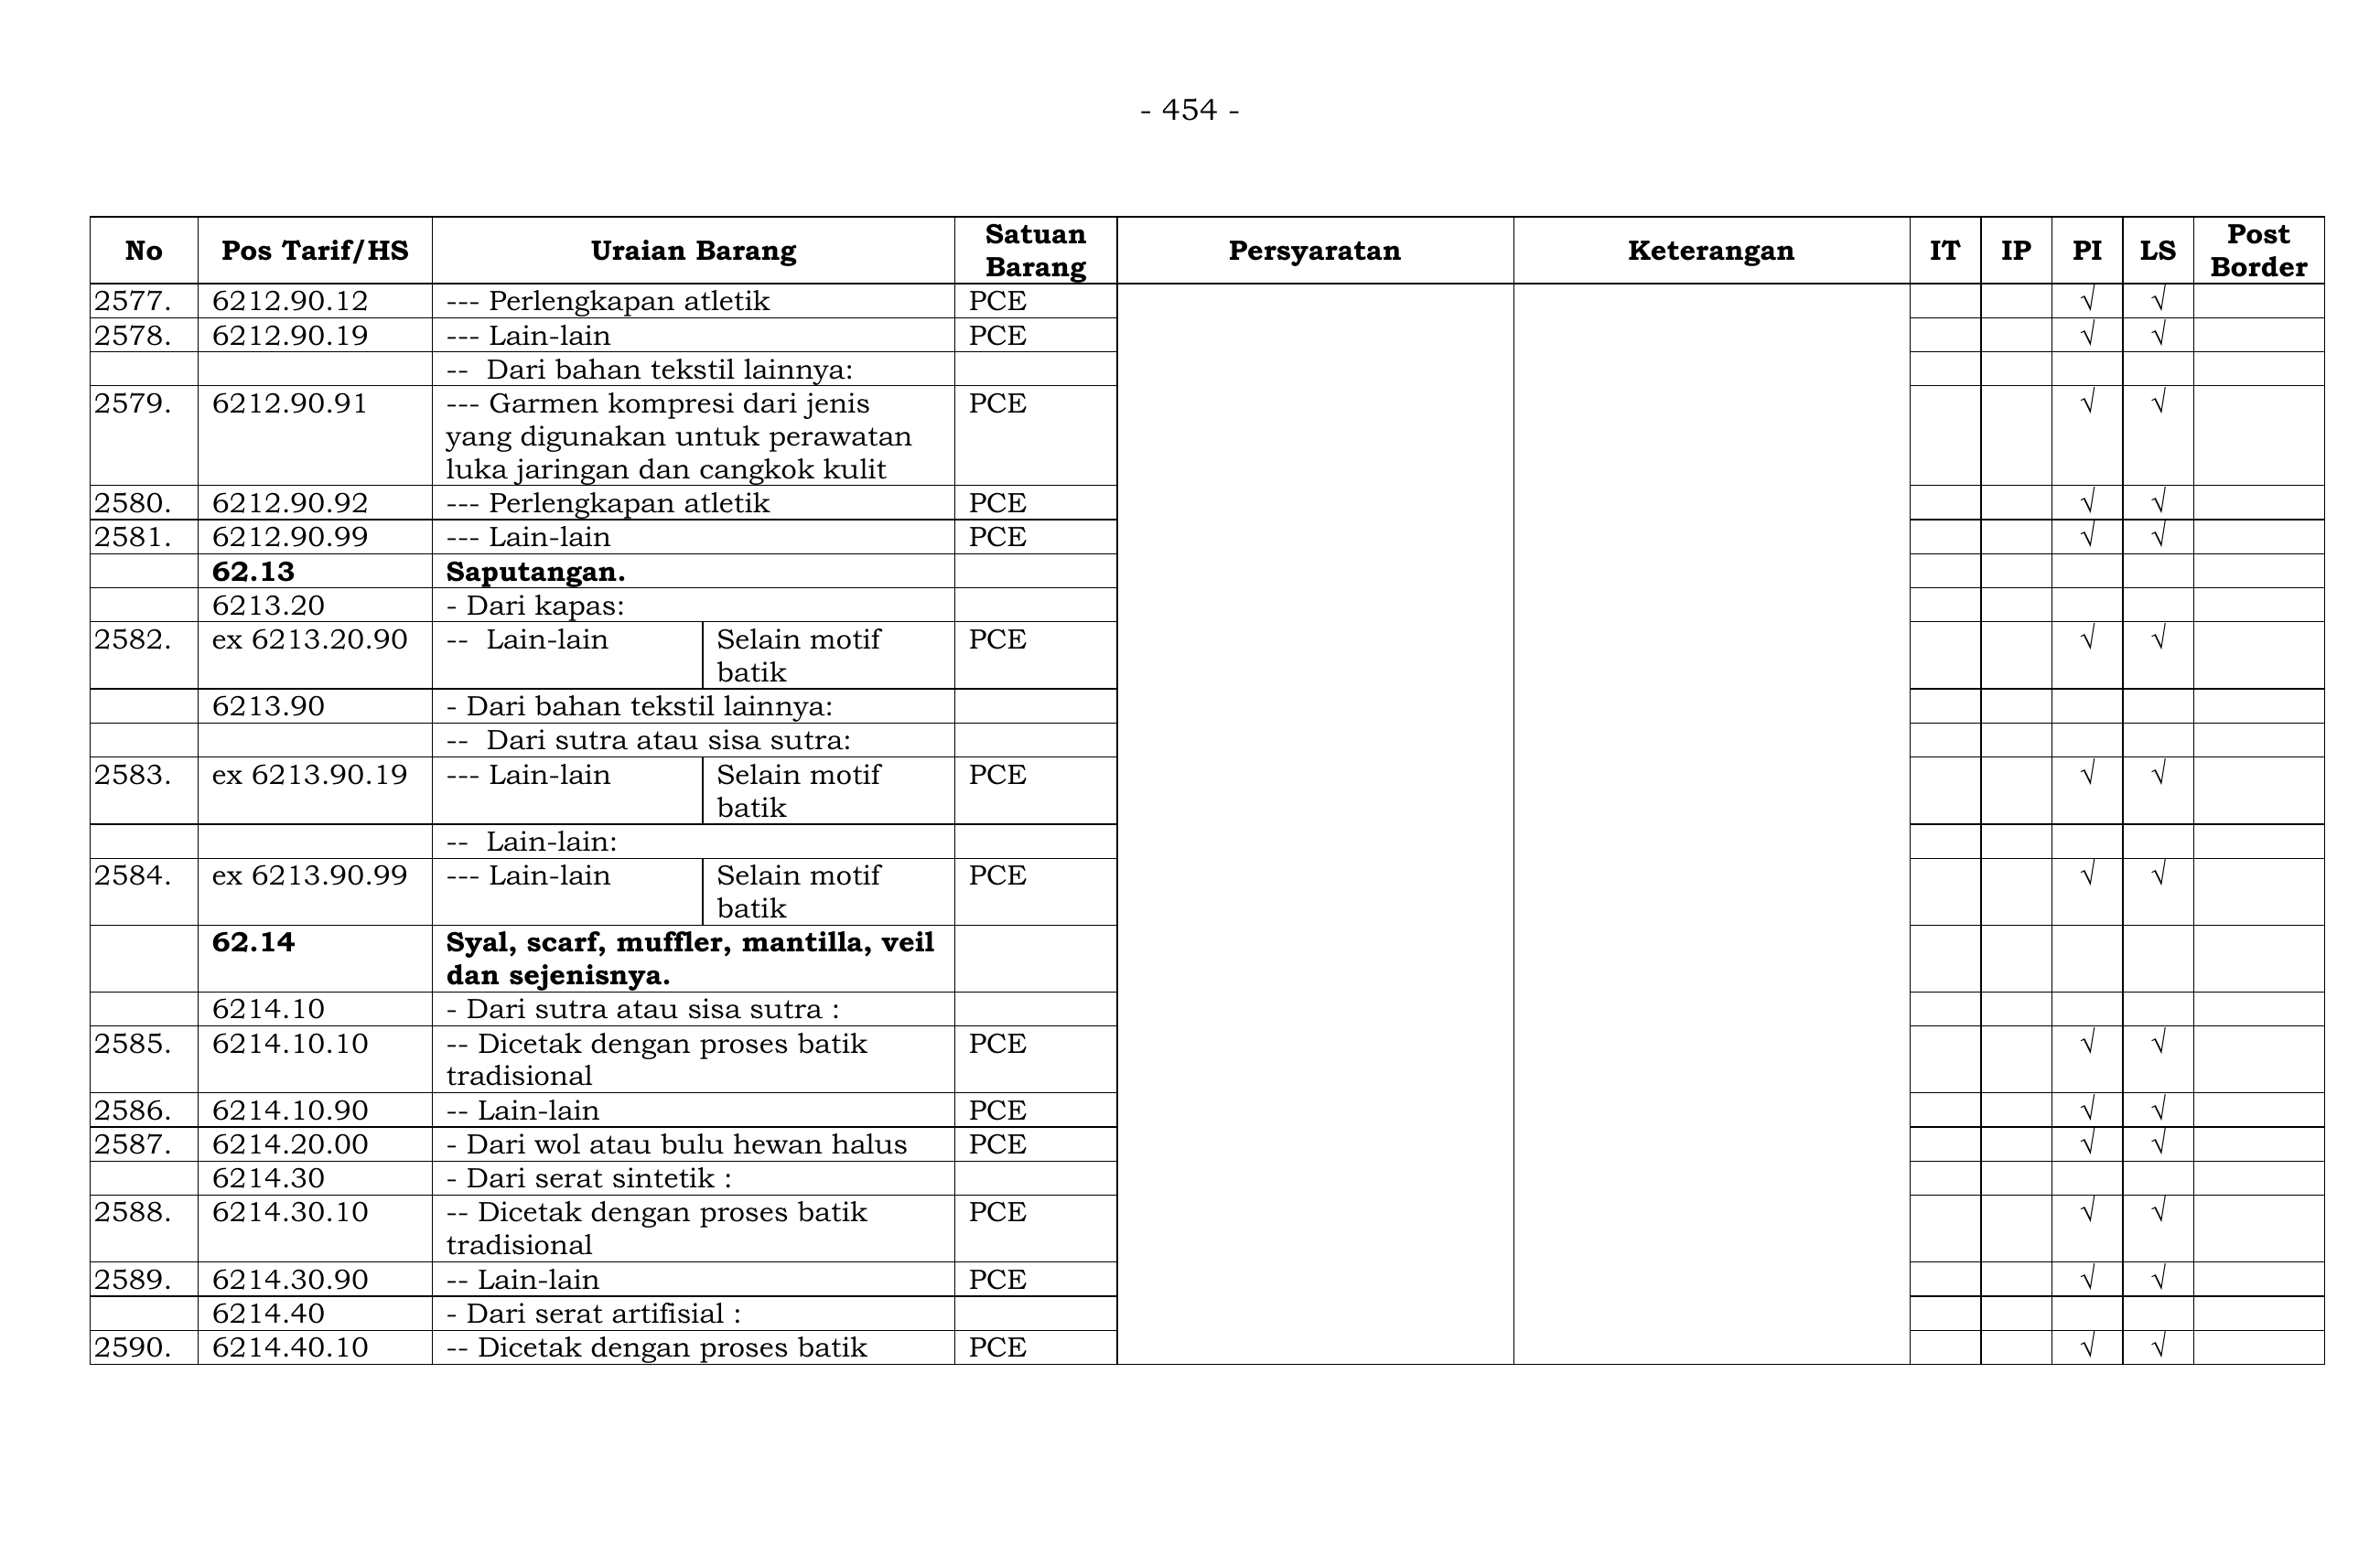 - 454 -
No Pos Tarif/HS Uraian Barang Satuan Barang Persyaratan Keterangan IT IP PI LS Post Border
2577. 6212.90.12 --- Perlengkapan atletik PCE √ √
2578. 6212.90.19 --- Lain-lain PCE √ √
-- Dari bahan tekstil lainnya:
2579. 6212.90.91 --- Garmen kompresi dari jenis PCE √ √
yang digunakan untuk perawatan
luka jaringan dan cangkok kulit
2580. 6212.90.92 --- Perlengkapan atletik PCE √ √
2581. 6212.90.99 --- Lain-lain PCE √ √
62.13 Saputangan.
6213.20 - Dari kapas:
2582. ex 6213.20.90 -- Lain-lain Selain motif PCE √ √
batik
6213.90 - Dari bahan tekstil lainnya:
-- Dari sutra atau sisa sutra:
2583. ex 6213.90.19 --- Lain-lain Selain motif PCE √ √
batik
-- Lain-lain:
2584. ex 6213.90.99 --- Lain-lain Selain motif PCE √ √
batik
62.14 Syal, scarf, muffler, mantilla, veil
dan sejenisnya.
6214.10 - Dari sutra atau sisa sutra :
2585. 6214.10.10 -- Dicetak dengan proses batik PCE √ √
tradisional
2586. 6214.10.90 -- Lain-lain PCE √ √
2587. 6214.20.00 - Dari wol atau bulu hewan halus PCE √ √
6214.30 - Dari serat sintetik :
2588. 6214.30.10 -- Dicetak dengan proses batik PCE √ √
tradisional
2589. 6214.30.90 -- Lain-lain PCE √ √
6214.40 - Dari serat artifisial :
2590. 6214.40.10 -- Dicetak dengan proses batik PCE √ √